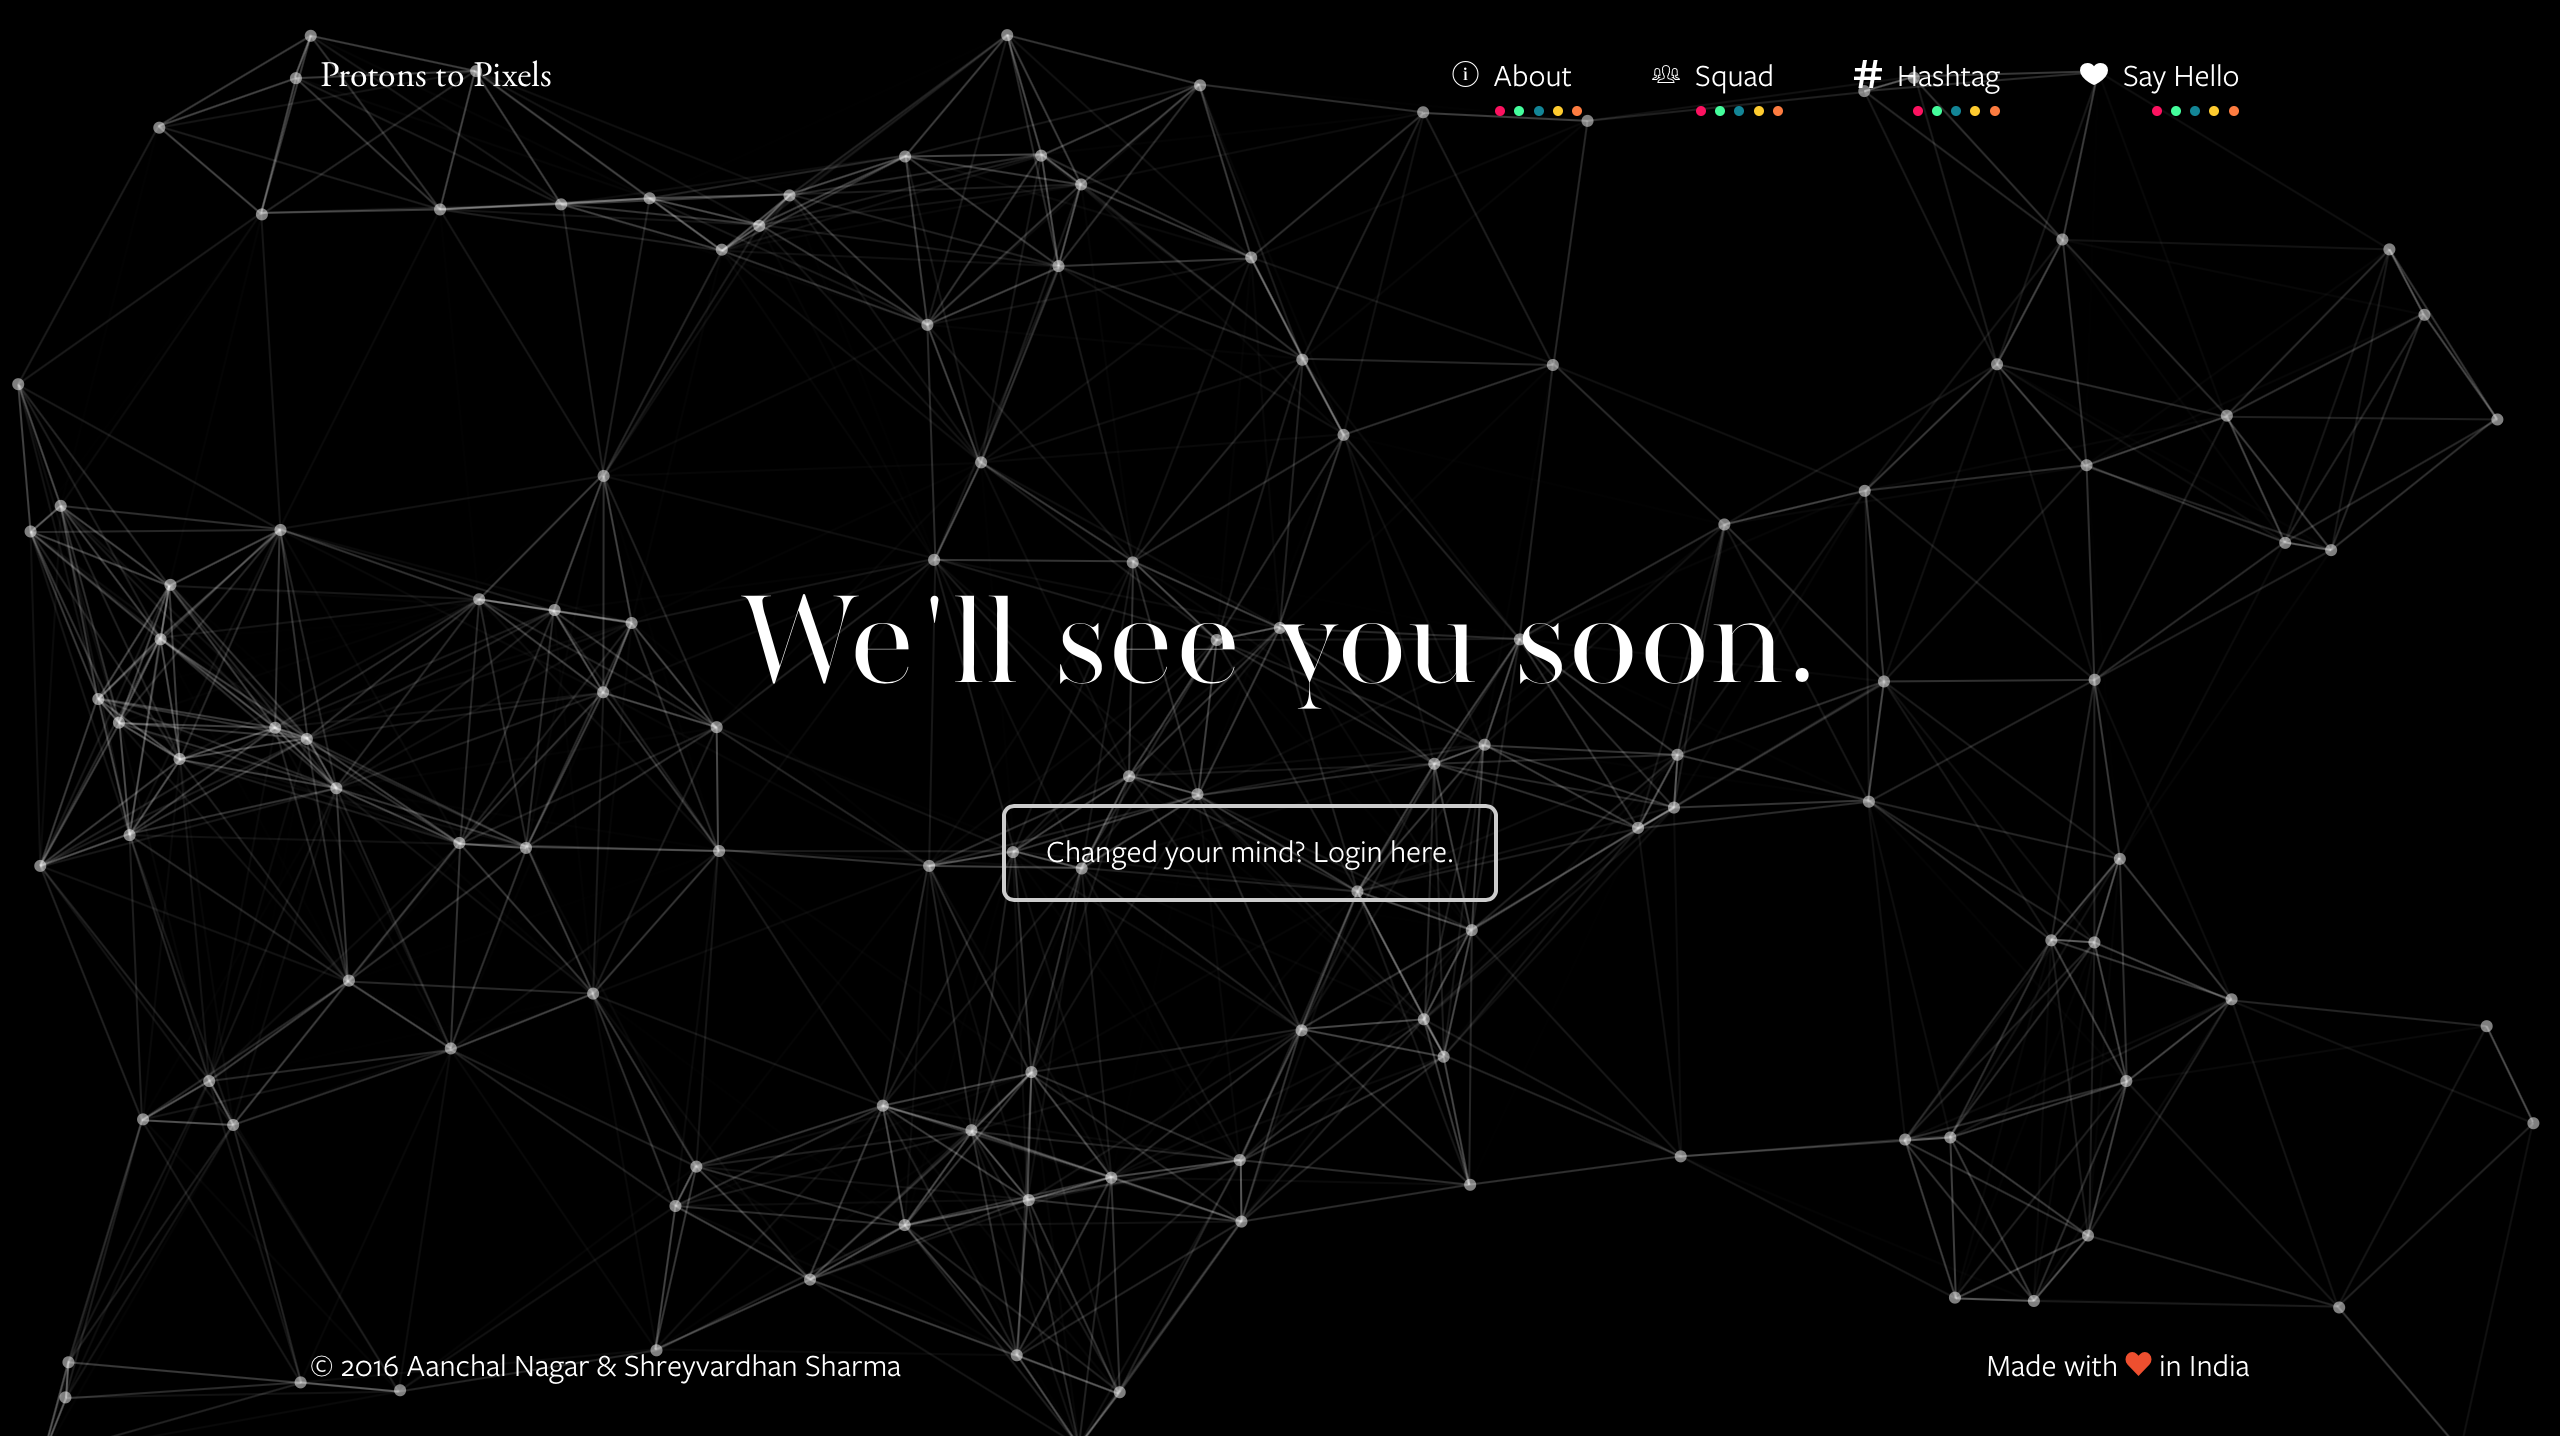 Protons to Pixels
About
Squad
# Hashtag
Say Hello
We'll see you soon.
Changed your mind? Login here.
© 2016 Aanchal Nagar & Shreyvardhan Sharma
Made with ❤ in India